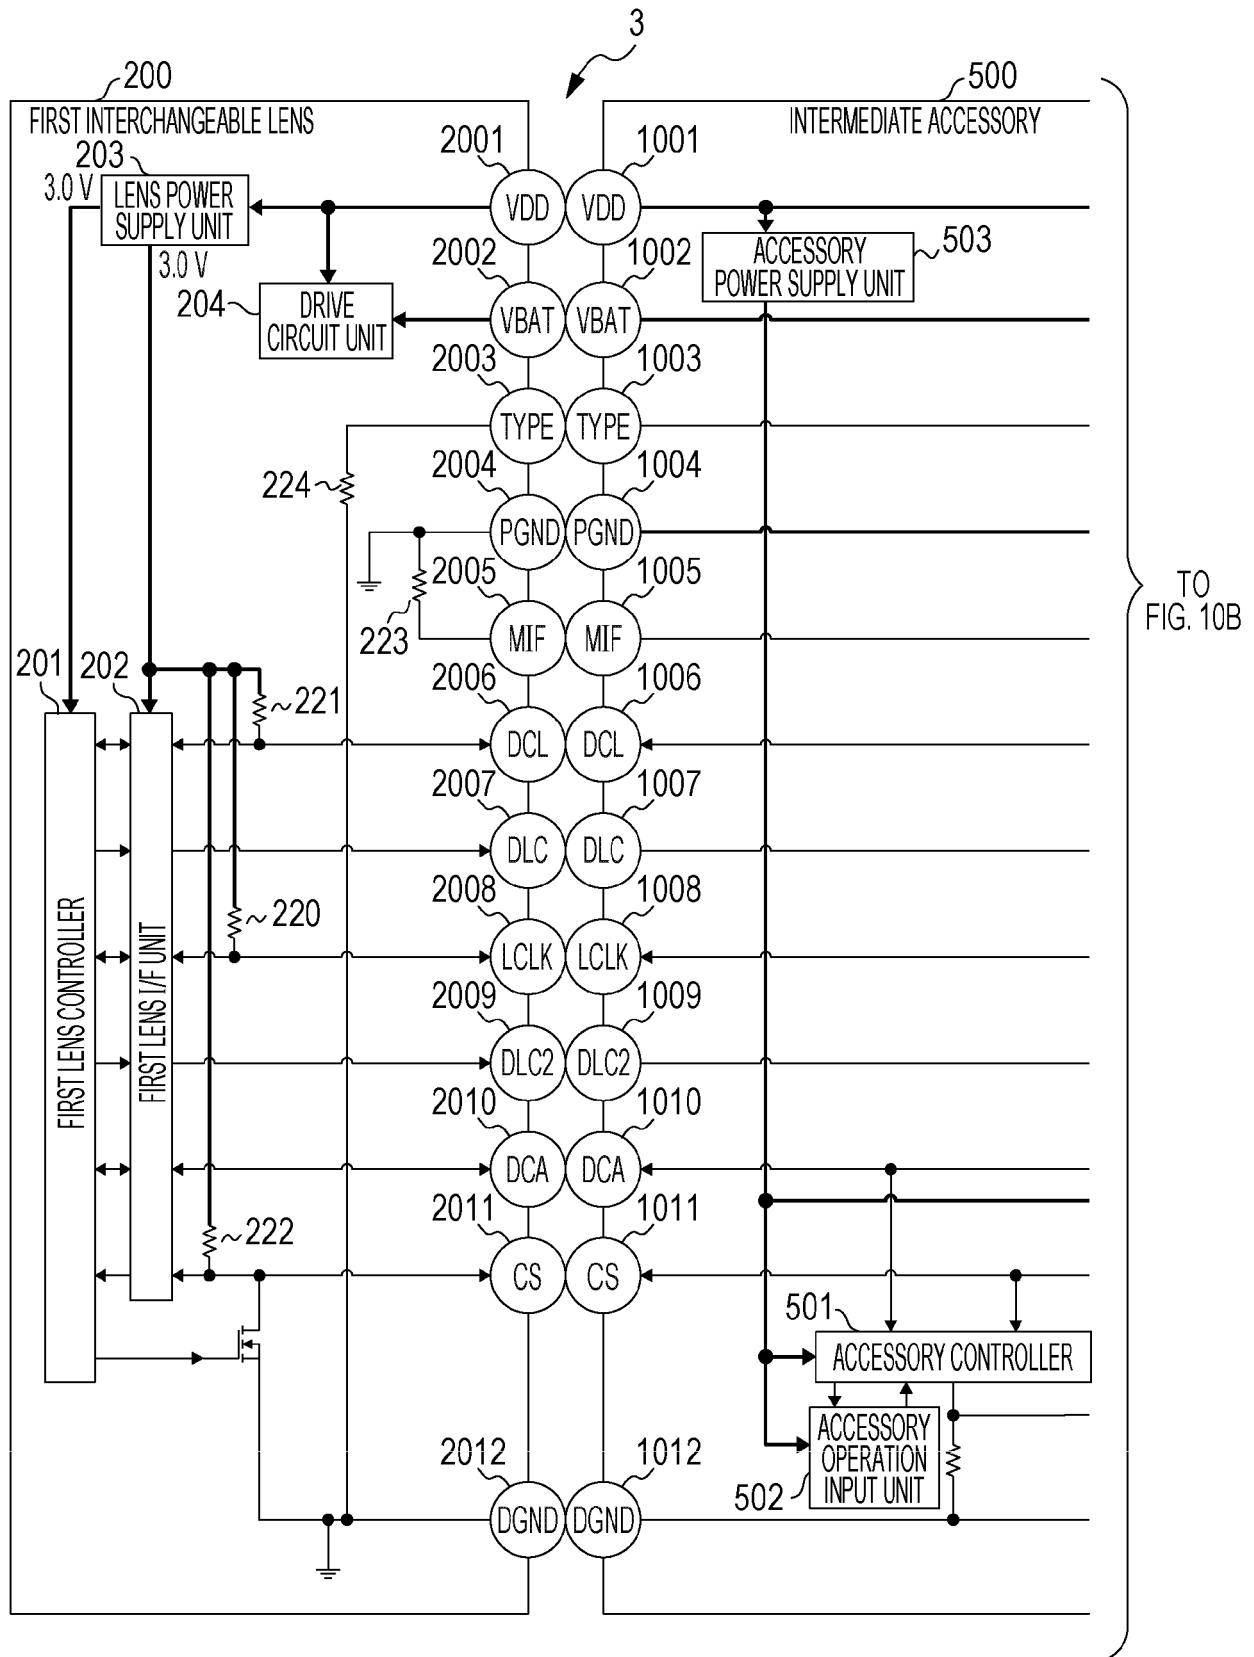 3
200
500
FIRST INTERCHANGEABLE LENS
INTERMEDIATE ACCESSORY
203
3.0 V
LENS POWER
SUPPLY UNIT
3.0 V
204
DRIVE
CIRCUIT UNIT
2001
1001
VDD
VDD
503
ACCESSORY
POWER SUPPLY UNIT
2002
1002
VBAT
VBAT
2003
1003
TYPE
TYPE
224
2004
1004
PGND
PGND
223
2005
1005
MIF
MIF
TO
FIG. 10B
201
202
221
2006
1006
DCL
DCL
2007
1007
DLC
DLC
220
2008
1008
LCLK
LCLK
FIRST LENS CONTROLLER
FIRST LENS I/F UNIT
2009
1009
DLC2
DLC2
2010
1010
DCA
DCA
222
2011
1011
CS
CS
501
ACCESSORY CONTROLLER
502
ACCESSORY
OPERATION
INPUT UNIT
2012
1012
DGND
DGND